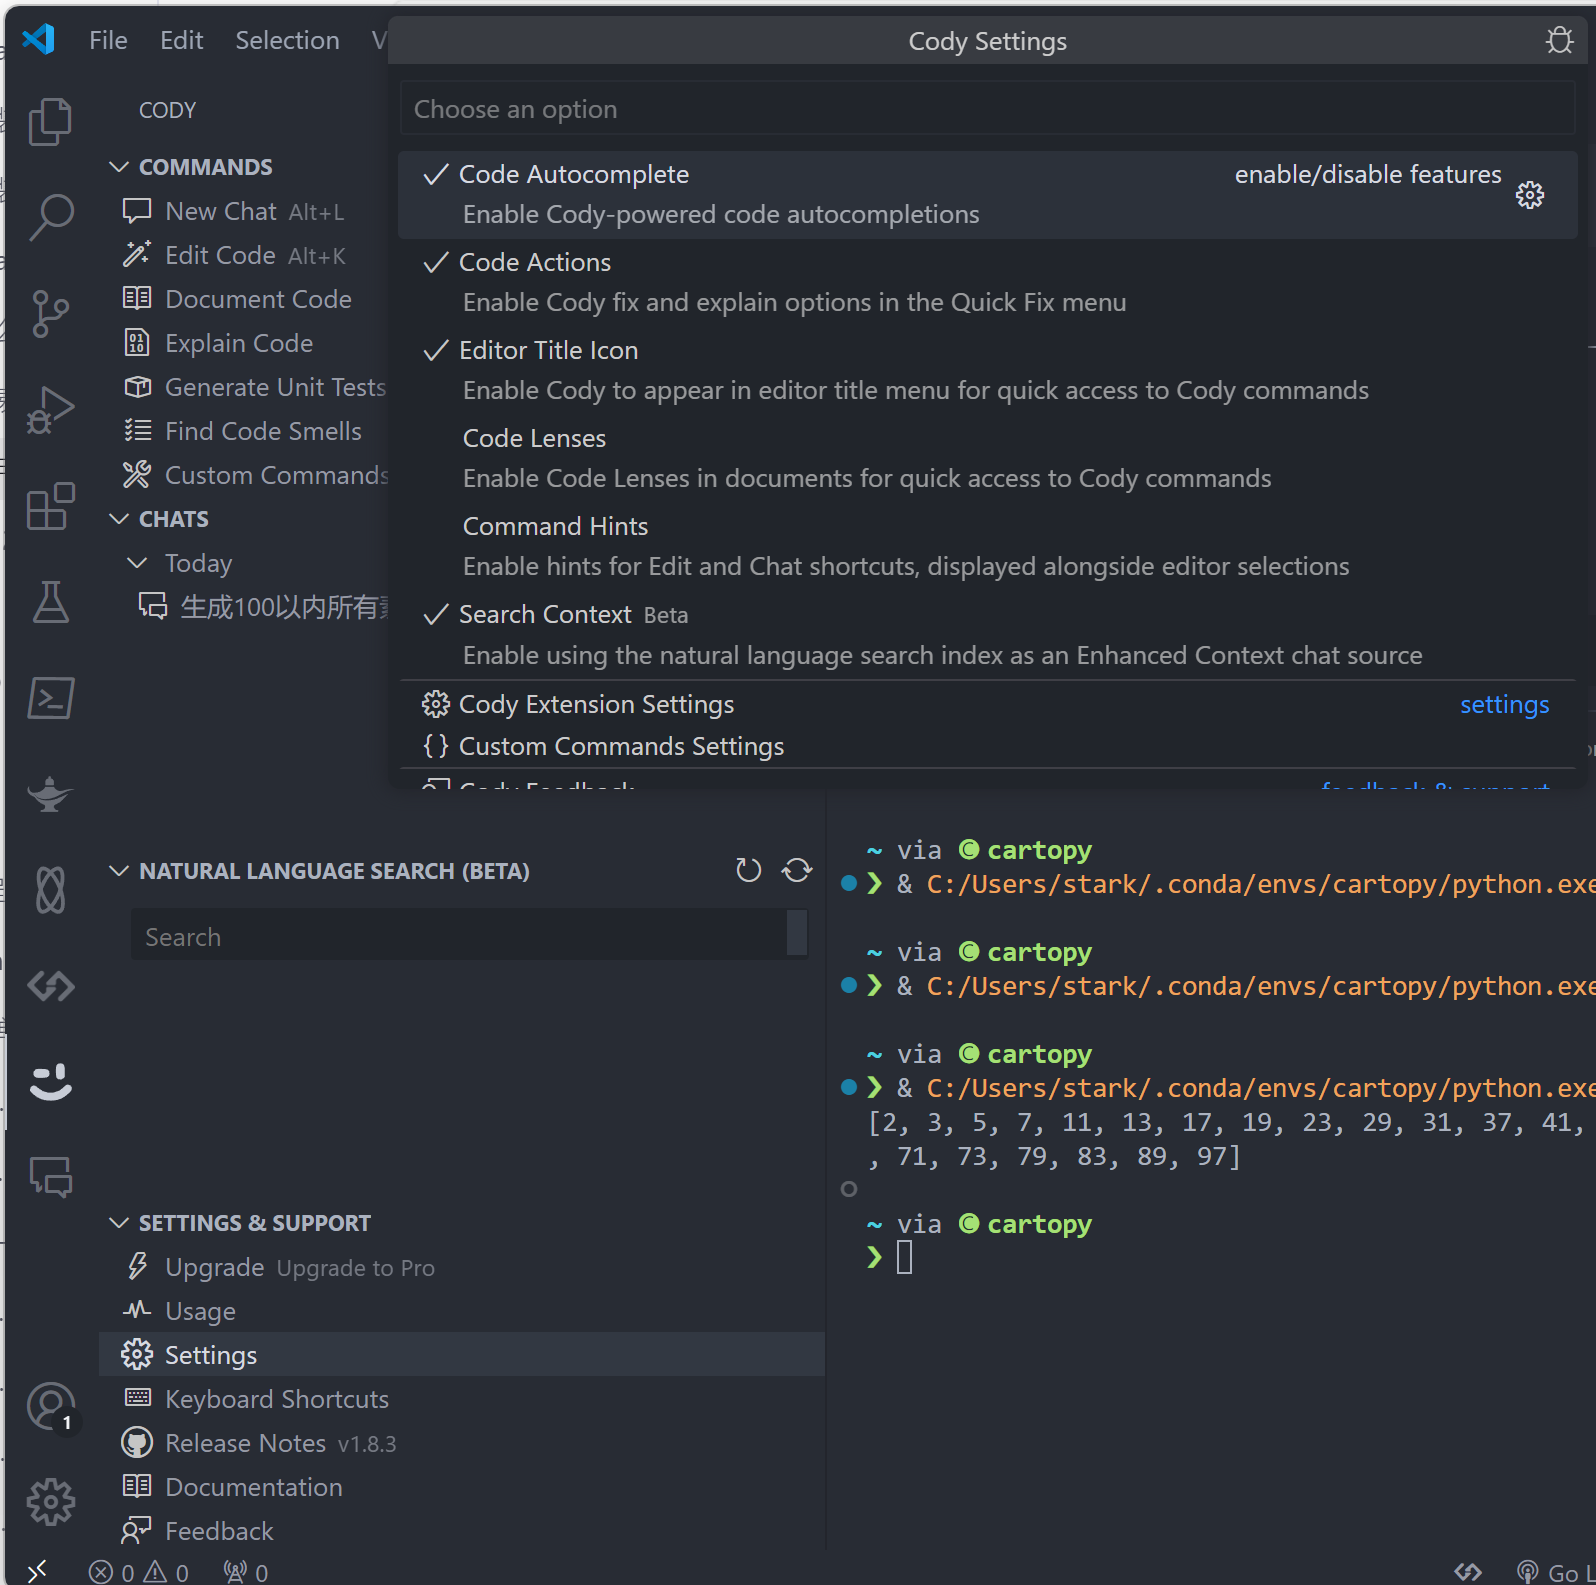 File Edit Selection
Cody Settings
Choose an option
Code Autocomplete enable/disable features
Enable Cody-powered code autocompletions
Code Actions
Enable Cody fix and explain options in the Quick Fix menu
Editor Title Icon
Enable Cody to appear in editor title menu for quick access to Cody commands
Code Lenses
Enable Code Lenses in documents for quick access to Cody commands
Command Hints
Enable hints for Edit and Chat shortcuts, displayed alongside editor selections
Search Context Beta
Enable using the natural language search index as an Enhanced Context chat source
Cody Extension Settings settings
{} Custom Commands Settings
Cody Feedback feedback & support
CODY
COMMANDS
New Chat Alt+L
Edit Code Alt+K
Document Code
Explain Code
Generate Unit Tests
Find Code Smells
Custom Commands
CHATS
Today
生成100以内所有
NATURAL LANGUAGE SEARCH (BETA)
Search
SETTINGS & SUPPORT
Upgrade Upgrade to Pro
Usage
Settings
Keyboard Shortcuts
Release Notes v1.8.3
Documentation
Feedback
~ via C cartopy
❯ & C:/Users/stark/.conda/envs/cartopy/python.exe
~ via C cartopy
❯ & C:/Users/stark/.conda/envs/cartopy/python.exe
~ via C cartopy
❯ & C:/Users/stark/.conda/envs/cartopy/python.exe
[2, 3, 5, 7, 11, 13, 17, 19, 23, 29, 31, 37, 41,
, 71, 73, 79, 83, 89, 97]
~ via C cartopy
❯
1
0 0 0
Go